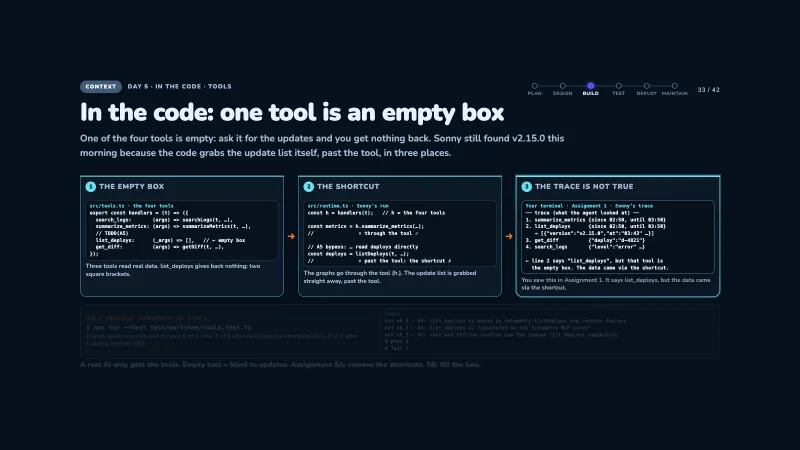 CONTEXT
DAY 5 · IN THE CODE · TOOLS
PLAN DESIGN BUILD TEST DEPLOY MAINTAIN
33 / 42
In the code: one tool is an empty box
One of the four tools is empty: ask it for the updates and you get nothing back. Sonny still found v2.15.0 this
morning because the code grabs the update list itself, past the tool, in three places.
1 THE EMPTY BOX
src/tools.ts · the four tools
export const handlers = (t) => ({
search_logs: (args) => searchLogs(t, …),
summarize_metrics: (args) => summarizeMetrics(t, …),
// TODO(A5)
list_deploys: (_args) => [], // ← empty box
get_diff: (args) => getDiff(t, …),
});
Three tools read real data. list_deploys gives back nothing: two
square brackets.
2 THE SHORTCUT
src/runtime.ts · Sonny's run
const h = handlers(t); // h = the four tools
const metrics = h.summarize_metrics(…);
// ↑ through the tool ✓
// A5 bypass: … read deploys directly
const deploys = listDeploys(t, …);
// ↑ past the tool: the shortcut ✗
The graphs go through the tool (h.). The update list is grabbed
straight away, past the tool.
3 THE TRACE IS NOT TRUE
Your terminal · Assignment 1 · Sonny's trace
── trace (what the agent looked at) ──
1. summarize_metrics {since 02:50, until 03:50}
2. list_deploys {since 02:50, until 03:50}
→ [{"version":"v2.15.0","at":"03:43" …}]
3. get_diff {"deploy":"d-4821"}
4. search_logs {"level":"error" …}
← line 2 says "list_deploys", but that tool is
the empty box. The data came via the shortcut.
You saw this in Assignment 1. It says list_deploys, but the data came
via the shortcut.
$ npx tsx --test test/workshop/tools.test.ts
A real AI only gets the tools. Empty tool = blind to updates. Assignment 5A: remove the shortcuts. 5B: fill the box.